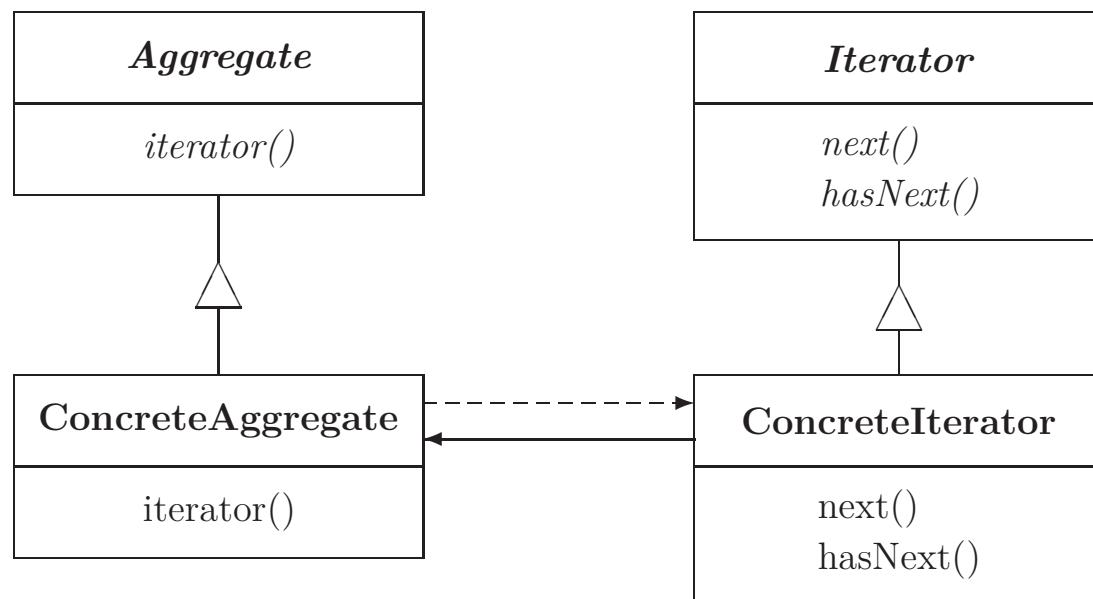 Aggregate
iterator()
Iterator
next()
hasNext()
ConcreteAggregate
iterator()
ConcreteIterator
next()
hasNext()